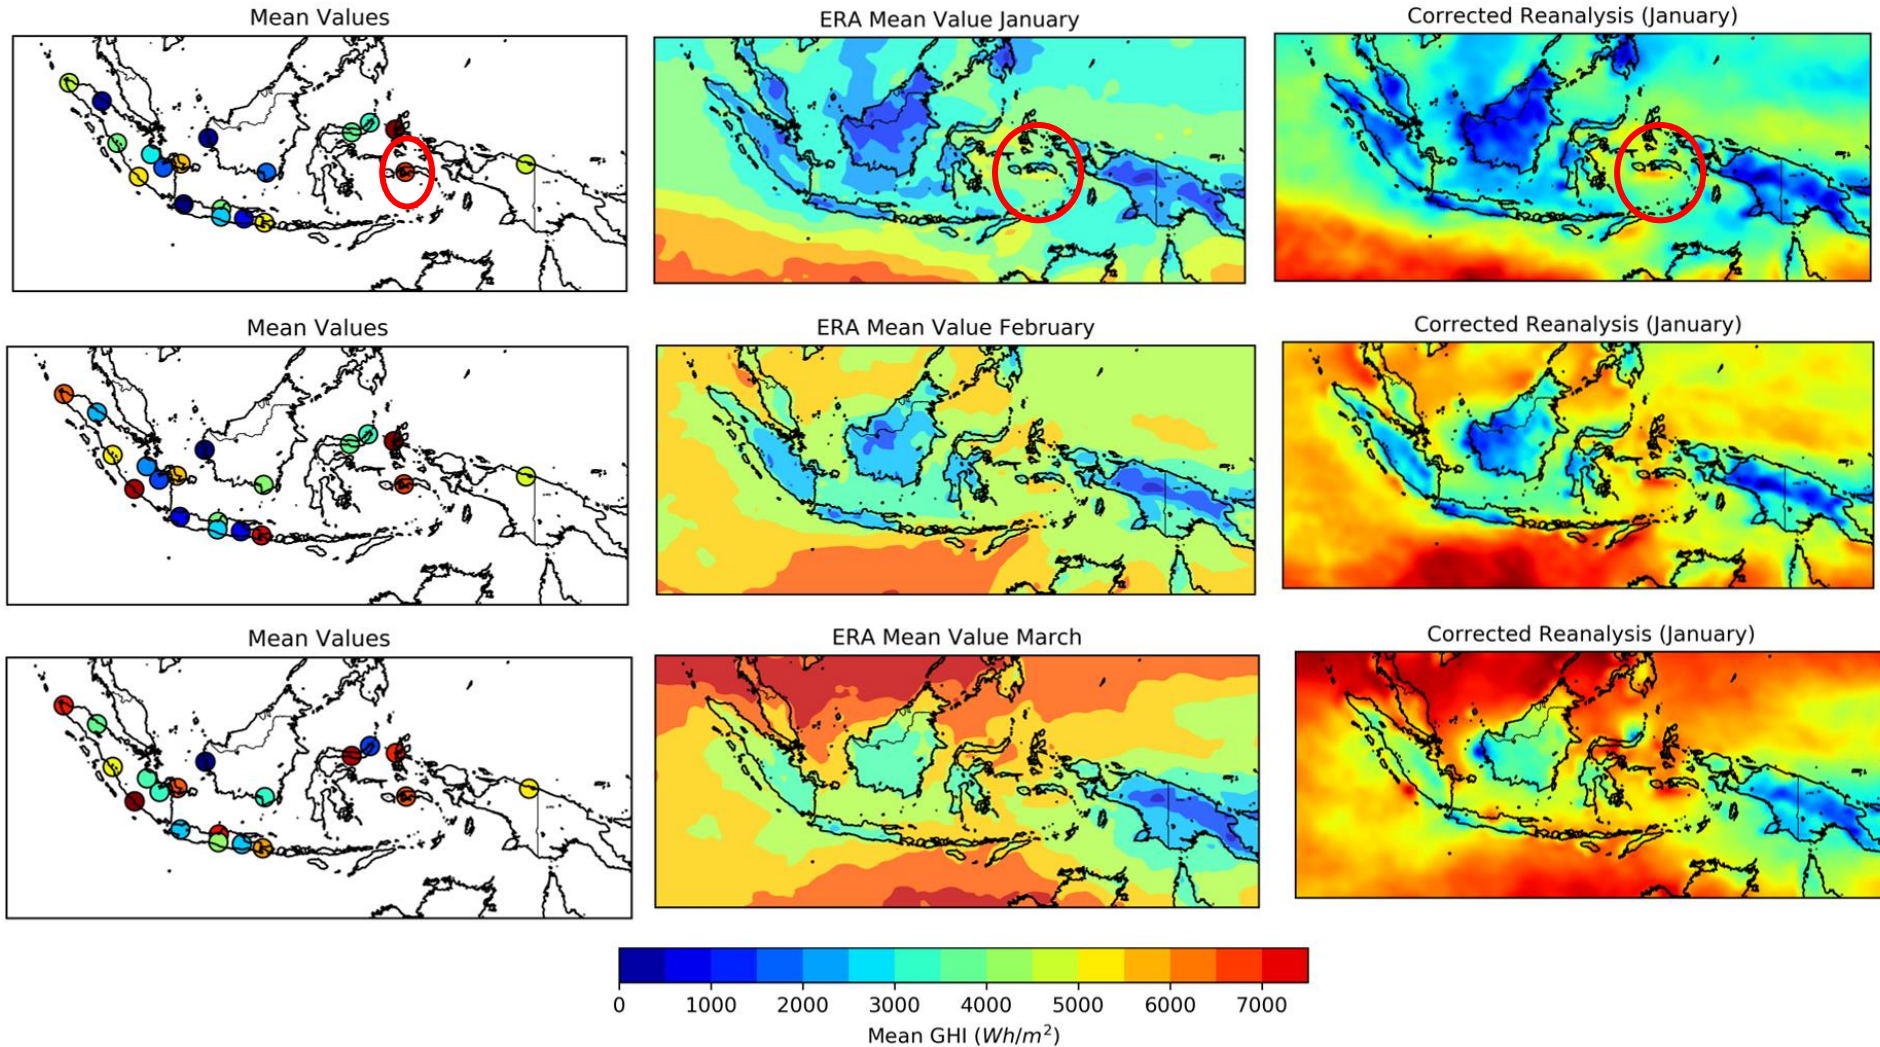 Mean Values
ERA Mean Value January
Corrected Reanalysis (January)
Mean Values
ERA Mean Value February
Corrected Reanalysis (January)
Mean Values
ERA Mean Value March
Corrected Reanalysis (January)
0 1000 2000 3000 4000 5000 6000 7000
Mean GHI (Wh/m²)